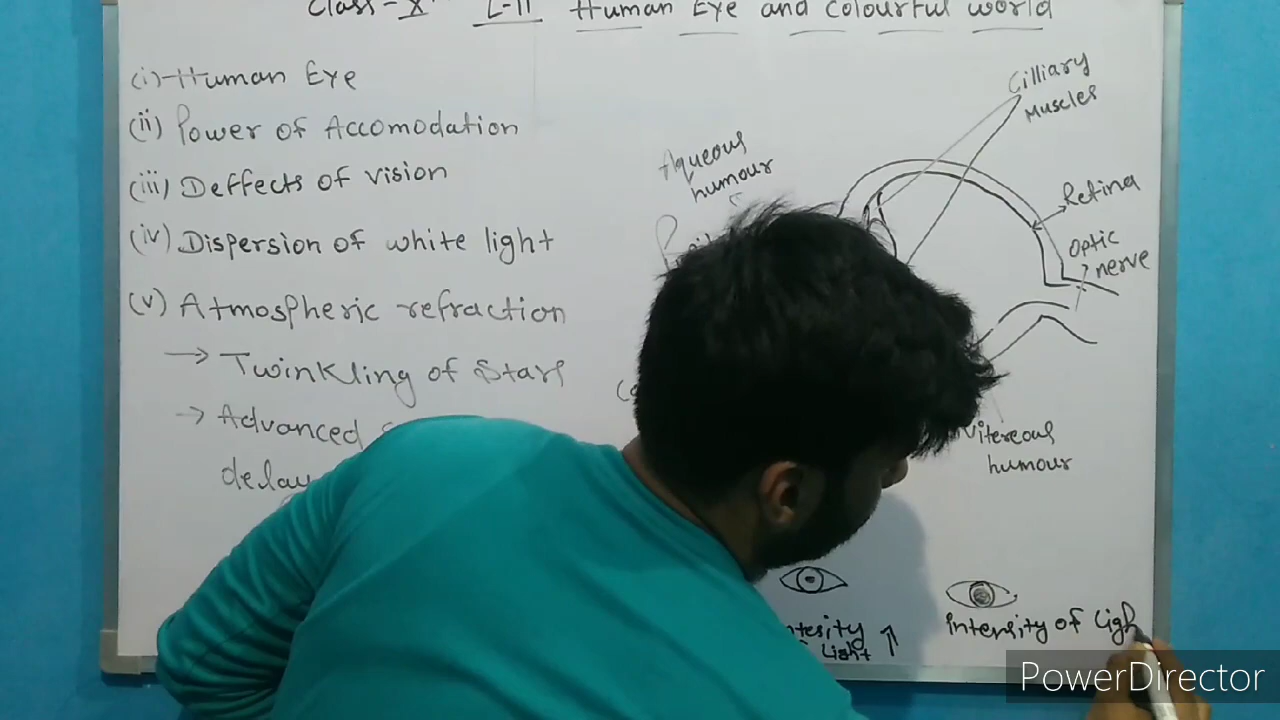 Class-X L-11 Human Eye and colourful world
(i) Human Eye
(ii) Power of Accomodation
(iii) Deffects of vision
(iv) Dispersion of white light
(v) Atmospheric refraction
→ Twinkling of Stars
→ Advanced
delay
Cilliary
Muscles
Aqueous
humour
Retina
Optic
nerve
Vitereous
humour
Light ↑
Intensity of Ligh
PowerDirector